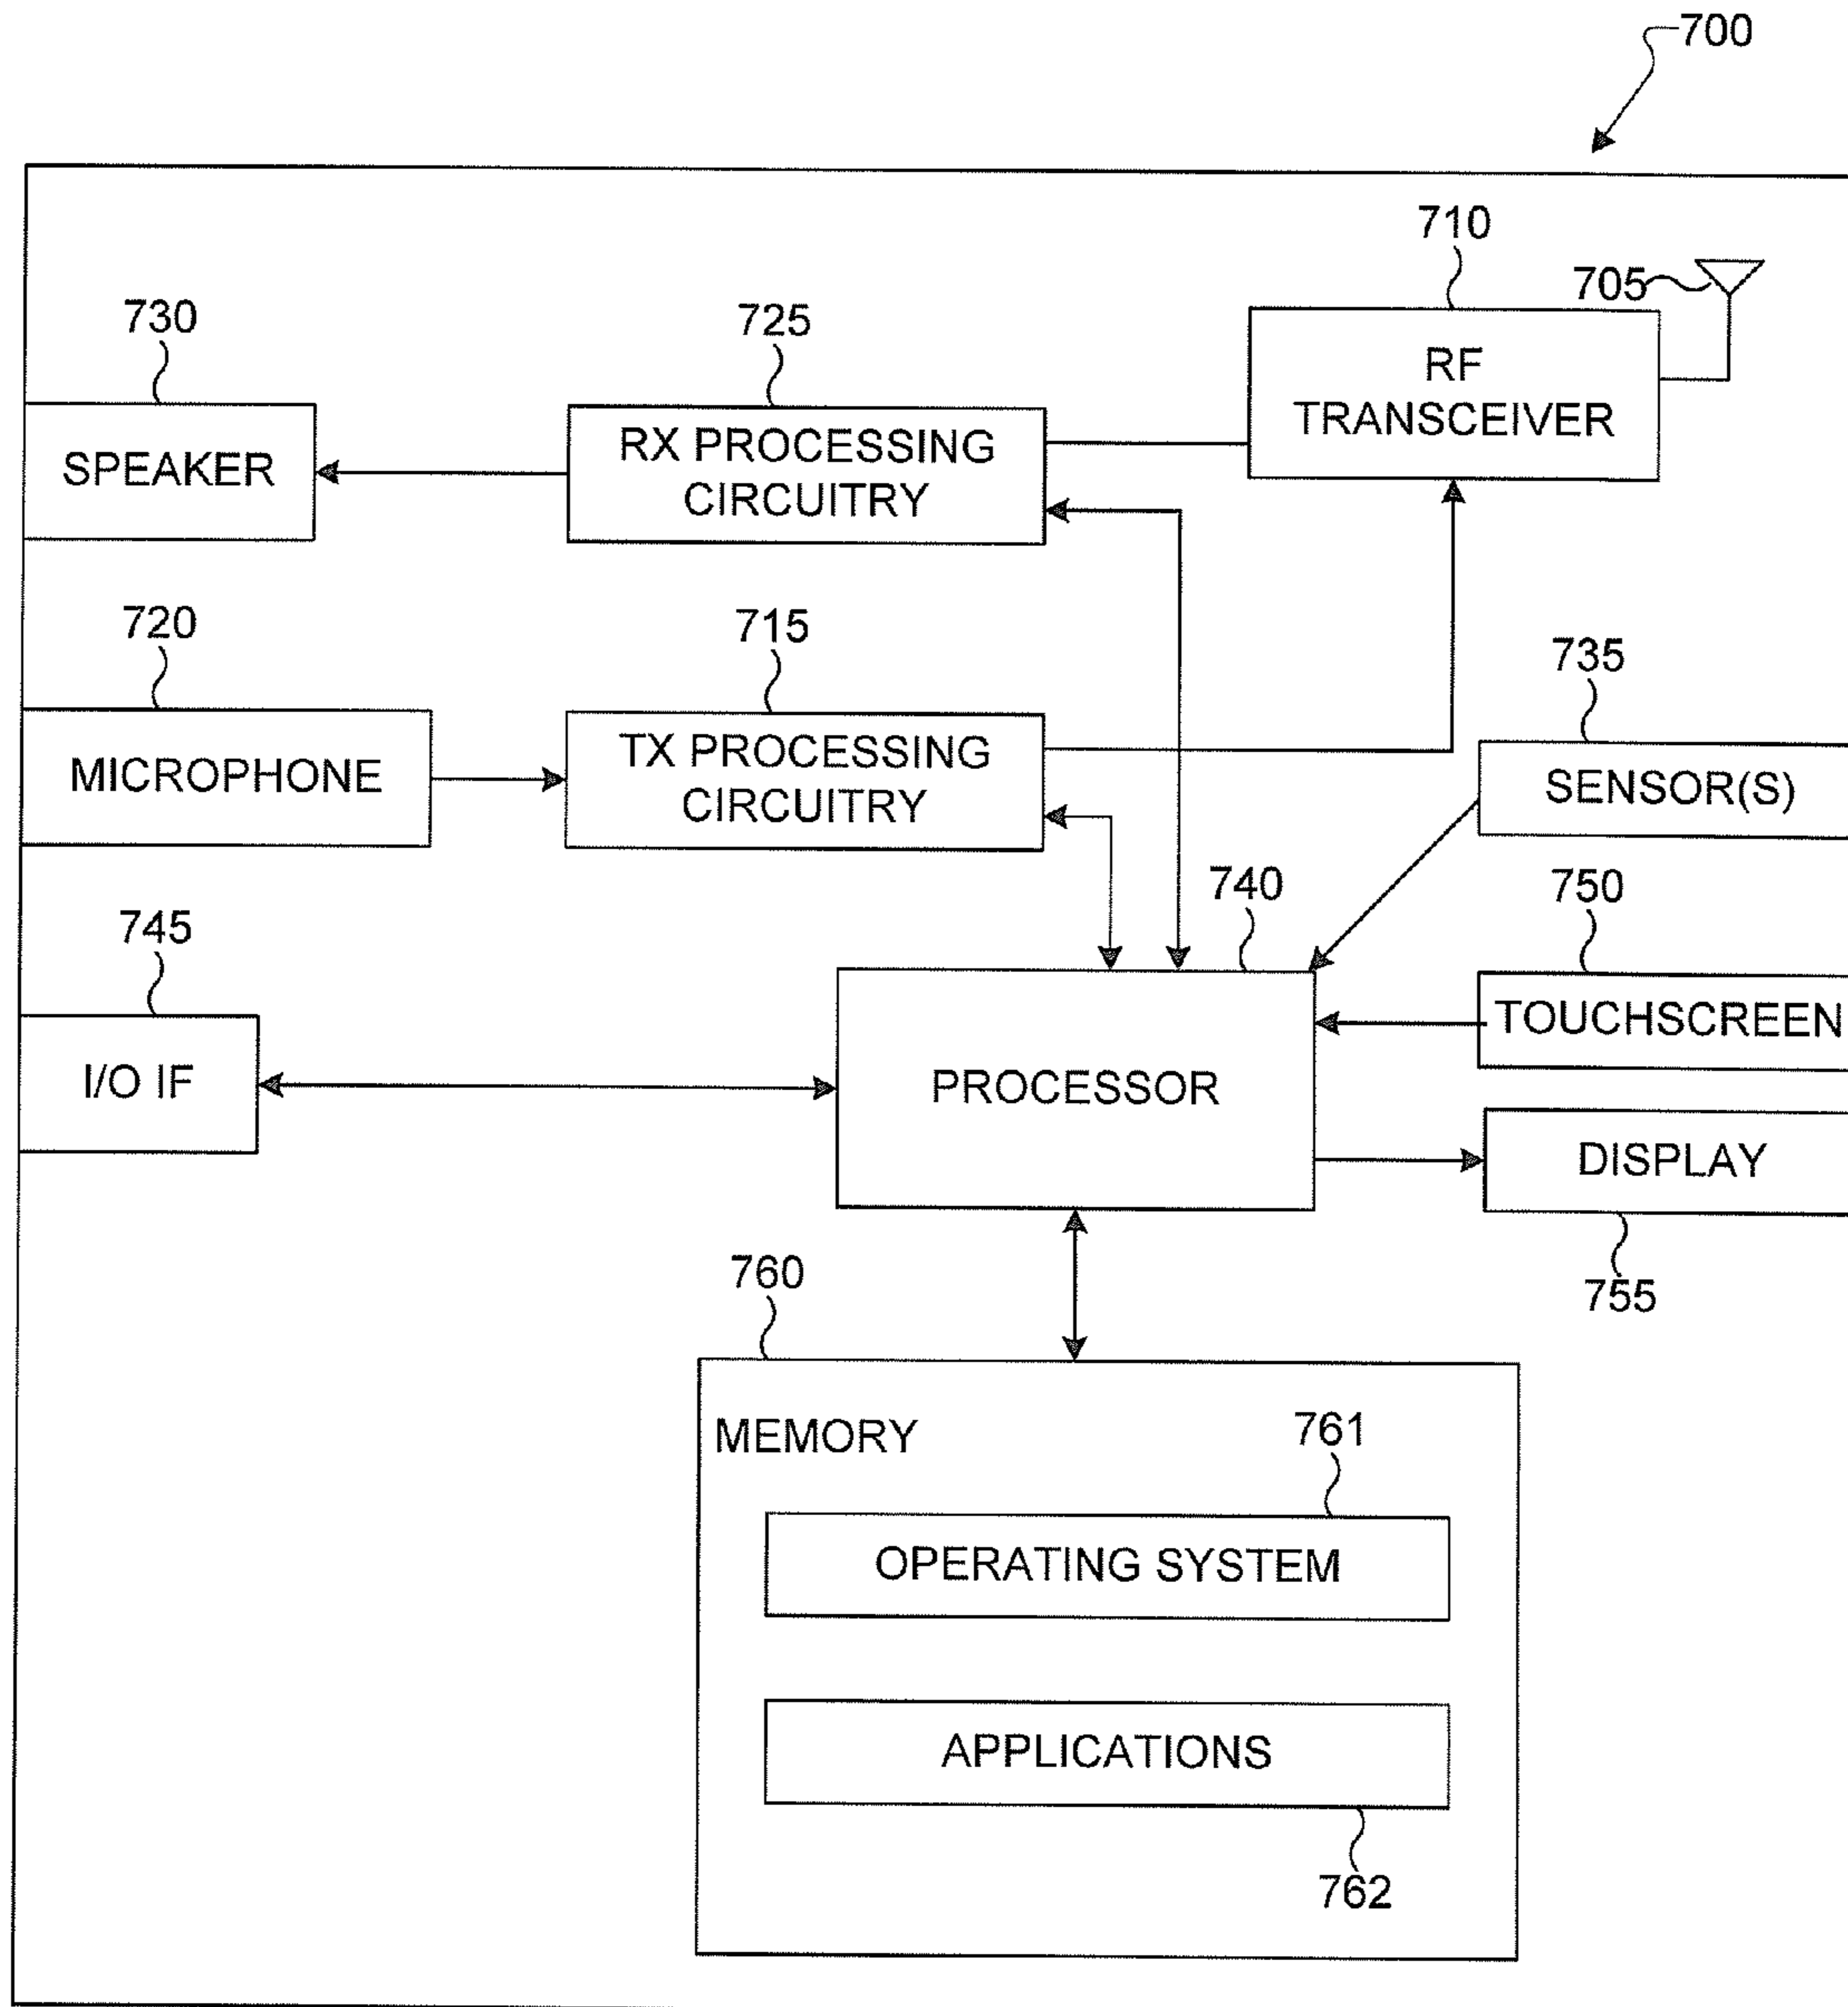 700
710
705
730
725
RF
TRANSCEIVER
SPEAKER
RX PROCESSING
CIRCUITRY
720
715
735
MICROPHONE
TX PROCESSING
CIRCUITRY
SENSOR(S)
740
750
745
TOUCHSCREEN
I/O IF
PROCESSOR
DISPLAY
760
755
MEMORY
761
OPERATING SYSTEM
APPLICATIONS
762